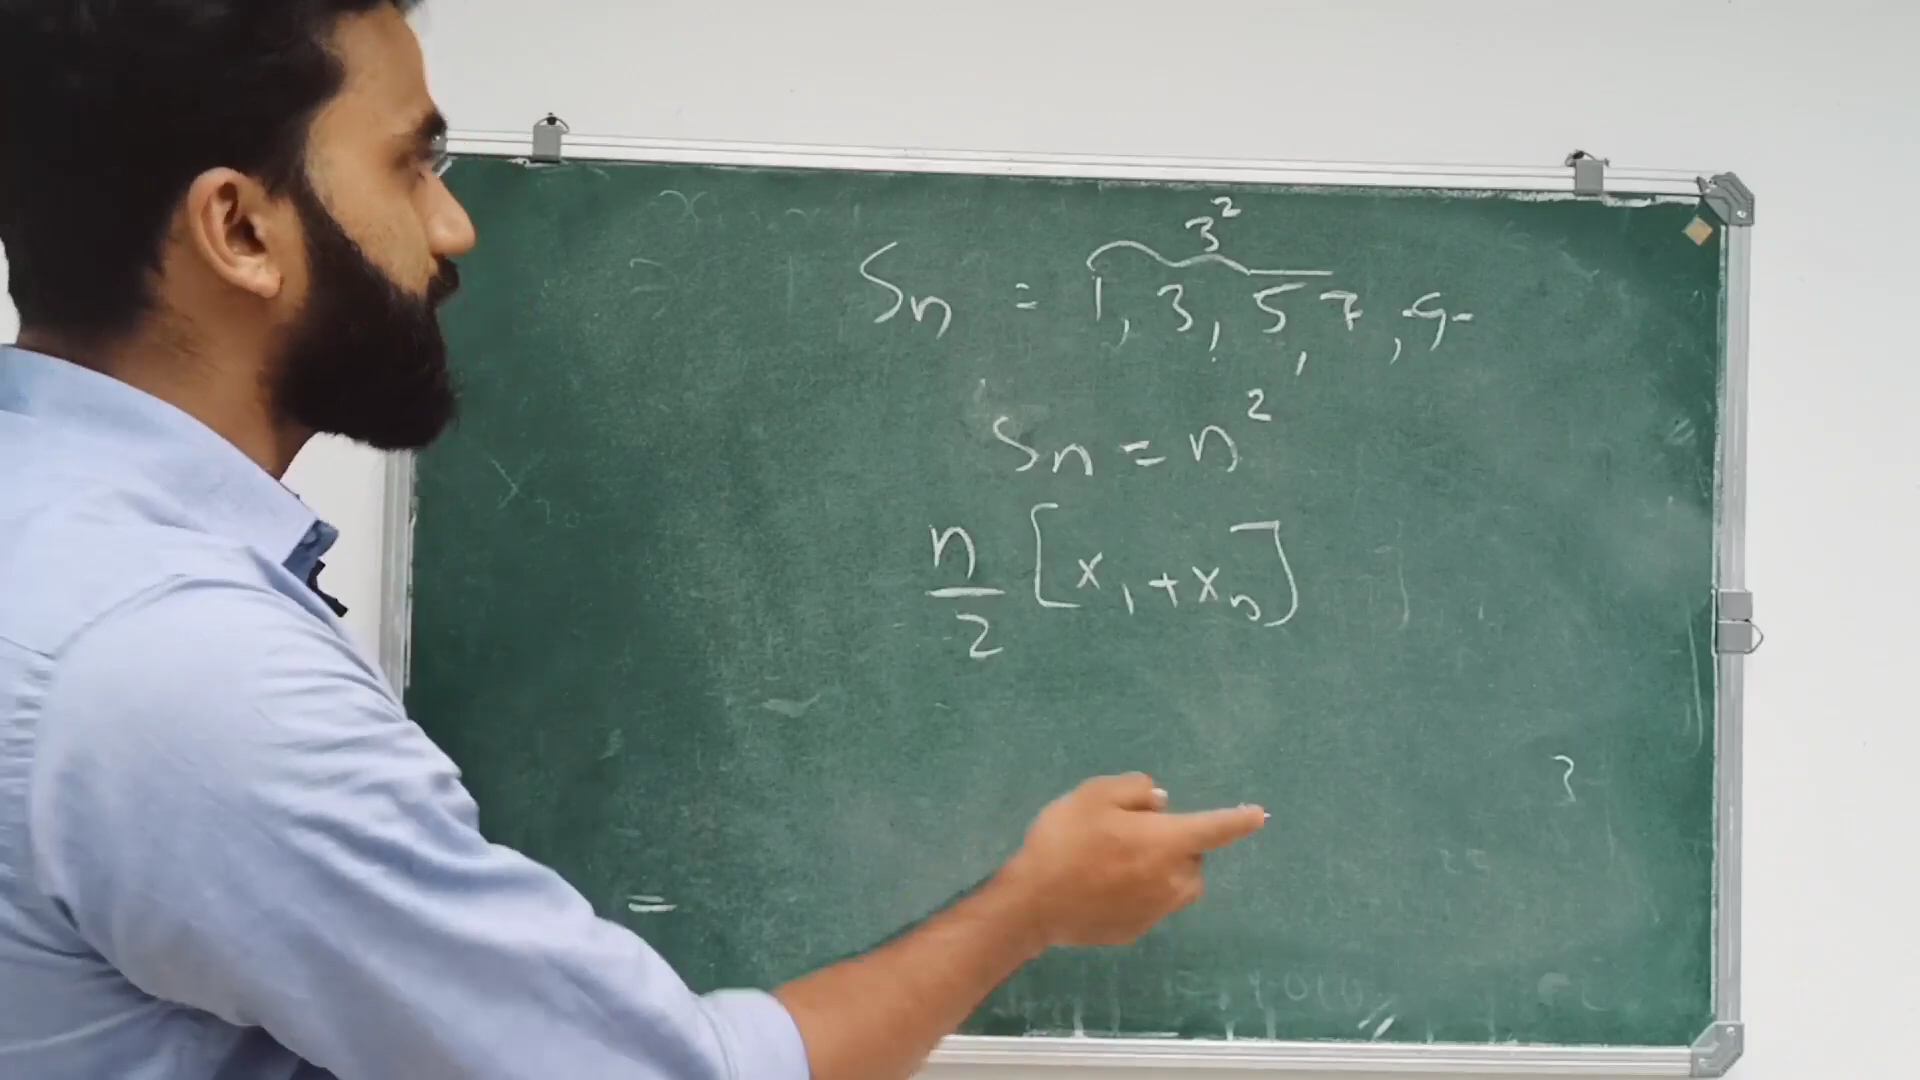 3²
Sn = 1, 3, 5, 7, 9-
Sn = n²
n/2 [x₁ + xₙ]
3
=